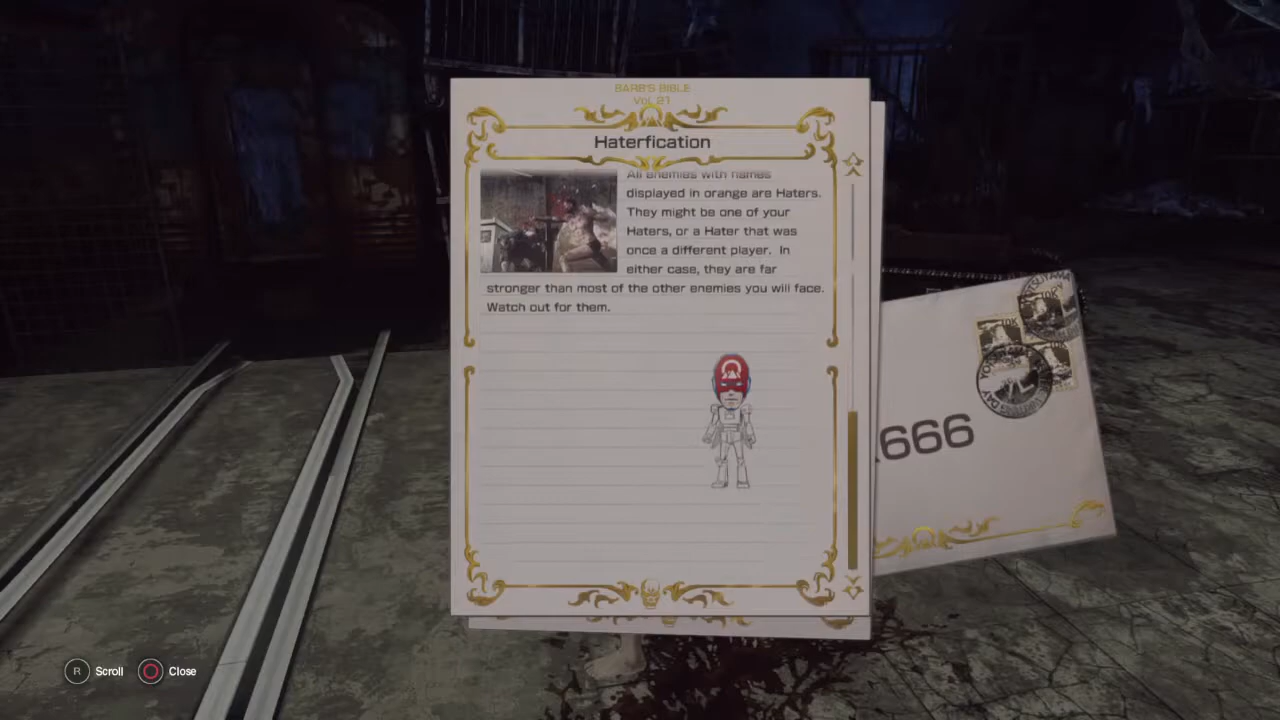 BARB'S BIBLE
Vol. 21
Haterfication
All enemies with names
displayed in orange are Haters.
They might be one of your
Haters, or a Hater that was
once a different player. In
either case, they are far
stronger than most of the other enemies you will face.
Watch out for them.
666
R Scroll
Close